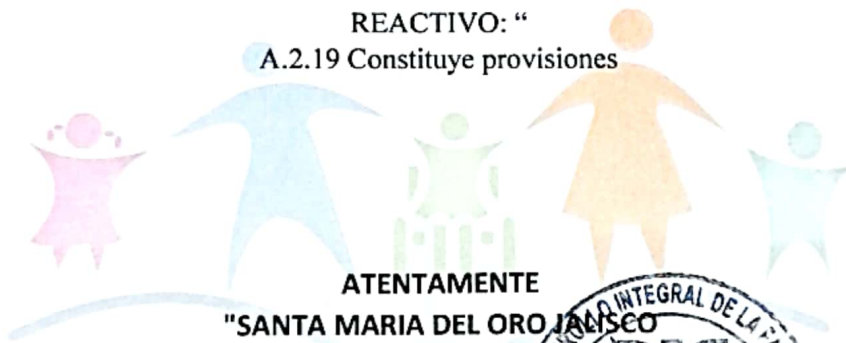 REACTIVO: “
A.2.19 Constituye provisiones
ATENTAMENTE
"SANTA MARIA DEL ORO JALISCO
INTEGRAL DE LA